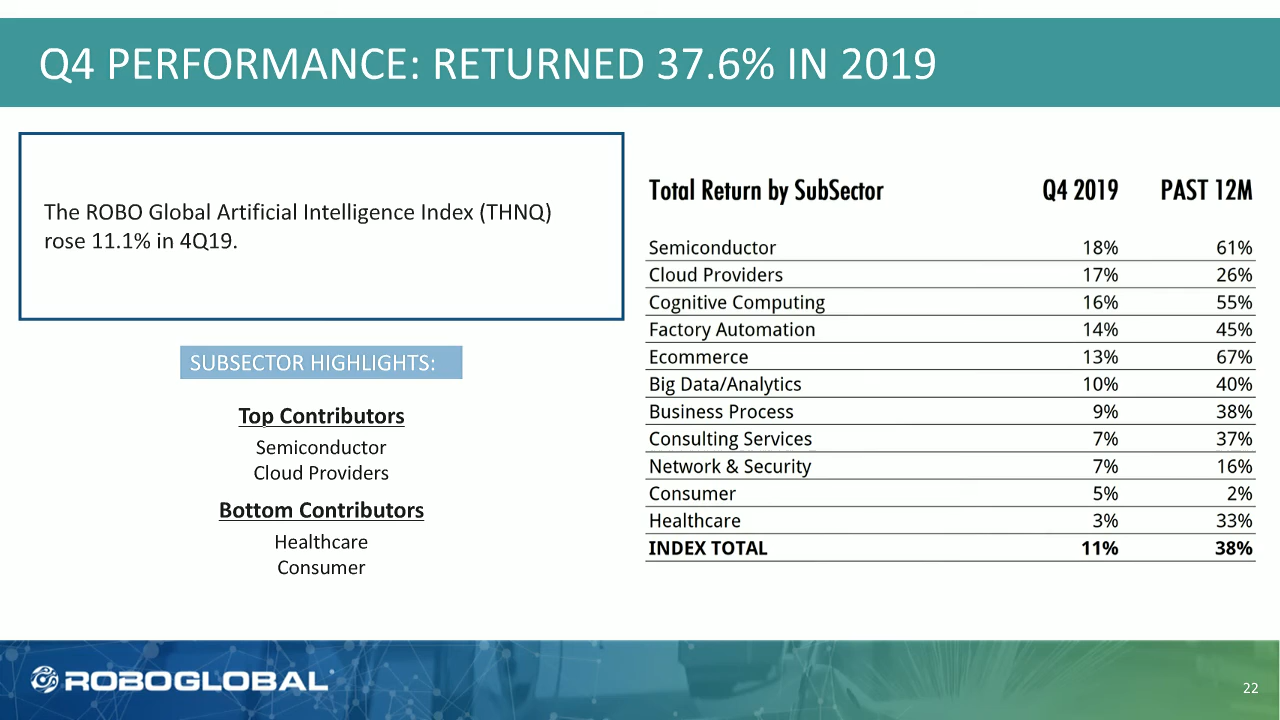 Q4 PERFORMANCE: RETURNED 37.6% IN 2019
The ROBO Global Artificial Intelligence Index (THNQ)
rose 11.1% in 4Q19.
SUBSECTOR HIGHLIGHTS:
Top Contributors
Semiconductor
Cloud Providers
Bottom Contributors
Healthcare
Consumer
Total Return by SubSector Q4 2019 PAST 12M
Semiconductor 18% 61%
Cloud Providers 17% 26%
Cognitive Computing 16% 55%
Factory Automation 14% 45%
Ecommerce 13% 67%
Big Data/Analytics 10% 40%
Business Process 9% 38%
Consulting Services 7% 37%
Network & Security 7% 16%
Consumer 5% 2%
Healthcare 3% 33%
INDEX TOTAL 11% 38%
ROBOGLOBAL
22